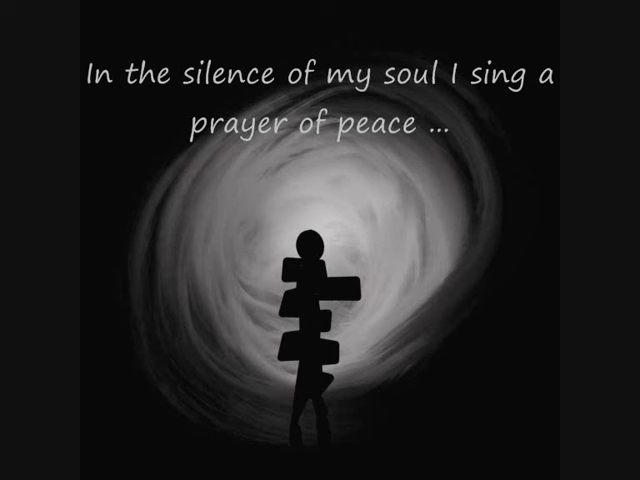 In the silence of my soul I sing a
prayer of peace ...